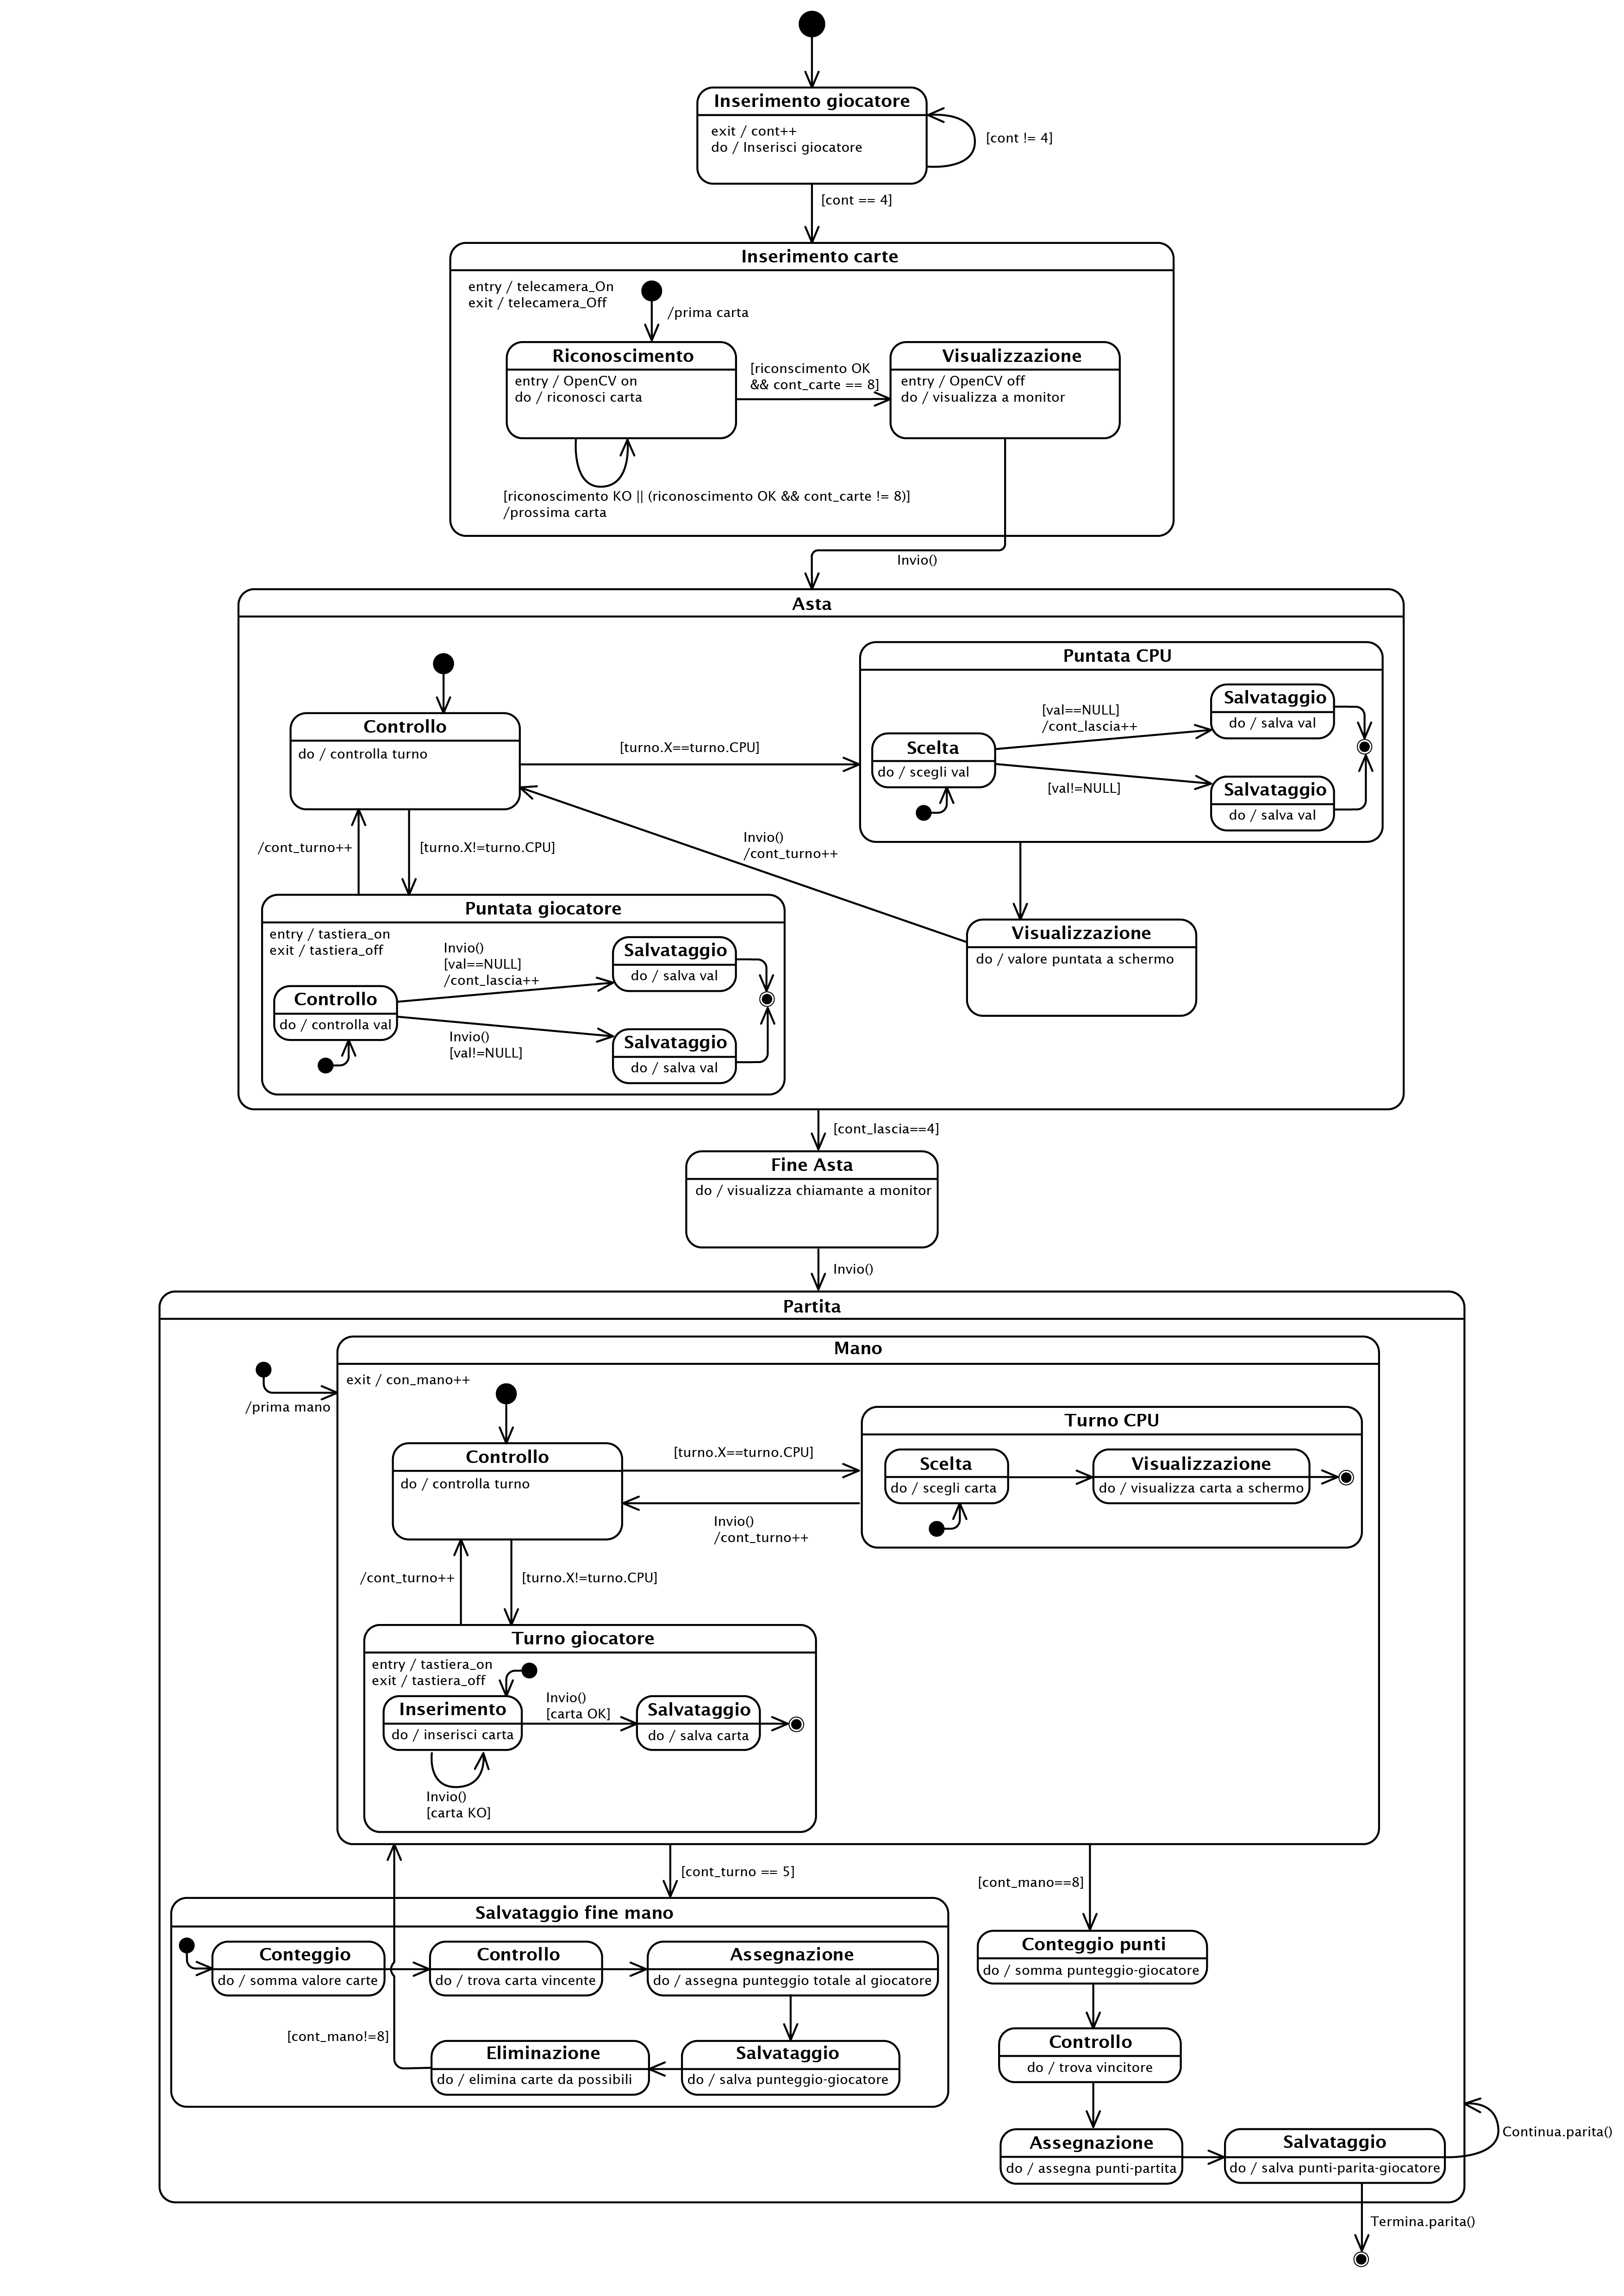 Inserimento giocatore
exit / cont++
do / Inserisci giocatore
[cont != 4]
[cont == 4]
Inserimento carte
entry / telecamera_On
exit / telecamera_Off
/prima carta
Riconoscimento
entry / OpenCV on
do / riconosci carta
[riconscimento OK
&& cont_carte == 8]
Visualizzazione
entry / OpenCV off
do / visualizza a monitor
[riconoscimento KO || (riconoscimento OK && cont_carte != 8)]
/prossima carta
Invio()
Asta
Controllo
do / controlla turno
[turno.X==turno.CPU]
Puntata CPU
Scelta
do / scegli val
[val==NULL]
/cont_lascia++
[val!=NULL]
Salvataggio
do / salva val
Salvataggio
do / salva val
/cont_turno++
[turno.X!=turno.CPU]
Invio()
/cont_turno++
Puntata giocatore
entry / tastiera_on
exit / tastiera_off
Controllo
do / controlla val
Invio()
[val==NULL]
/cont_lascia++
Invio()
[val!=NULL]
Salvataggio
do / salva val
Salvataggio
do / salva val
Visualizzazione
do / valore puntata a schermo
[cont_lascia==4]
Fine Asta
do / visualizza chiamante a monitor
Invio()
Partita
/prima mano
Mano
exit / con_mano++
Controllo
do / controlla turno
[turno.X==turno.CPU]
Invio()
/cont_turno++
Turno CPU
Scelta
do / scegli carta
Visualizzazione
do / visualizza carta a schermo
/cont_turno++
[turno.X!=turno.CPU]
Turno giocatore
entry / tastiera_on
exit / tastiera_off
Inserimento
do / inserisci carta
Invio()
[carta OK]
Salvataggio
do / salva carta
Invio()
[carta KO]
[cont_turno == 5]
[cont_mano==8]
Salvataggio fine mano
Conteggio
do / somma valore carte
Controllo
do / trova carta vincente
Assegnazione
do / assegna punteggio totale al giocatore
[cont_mano!=8]
Eliminazione
do / elimina carte da possibili
Salvataggio
do / salva punteggio-giocatore
Conteggio punti
do / somma punteggio-giocatore
Controllo
do / trova vincitore
Assegnazione
do / assegna punti-partita
Salvataggio
do / salva punti-parita-giocatore
Continua.parita()
Termina.parita()